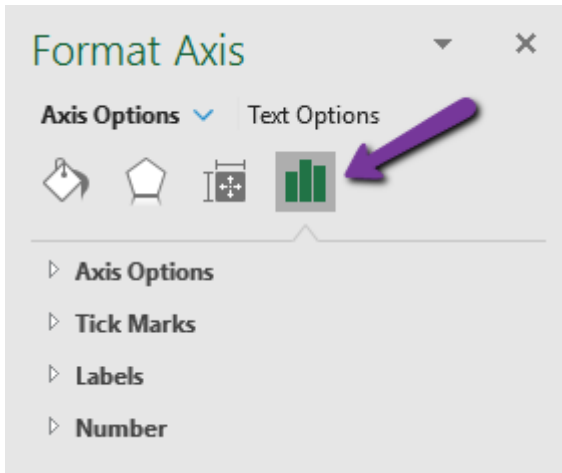 Format Axis
Axis Options Text Options
Axis Options
Tick Marks
Labels
Number